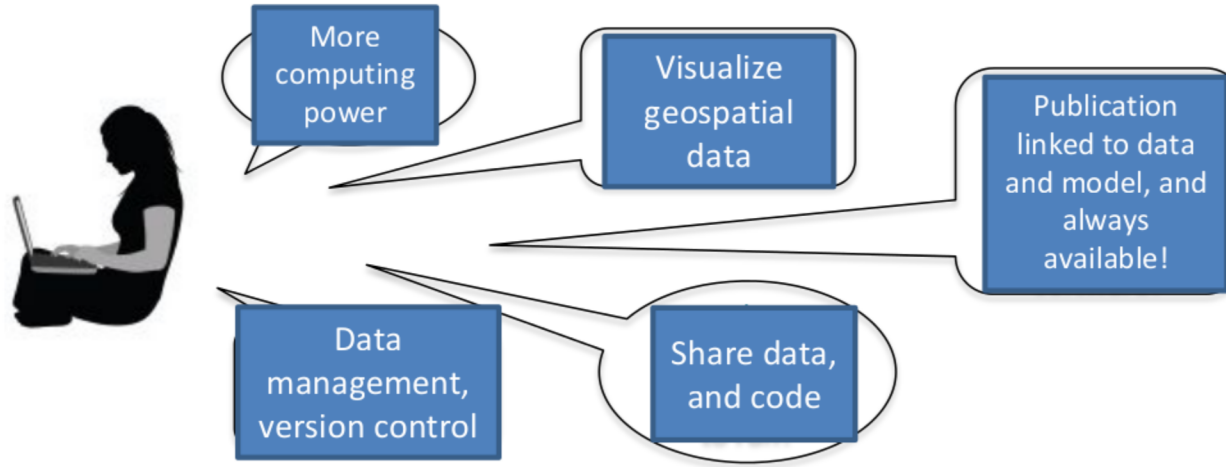 More
computing
power
Visualize
geospatial
data
Publication
linked to data
and model, and
always
available!
Data
management,
version control
Share data,
and code